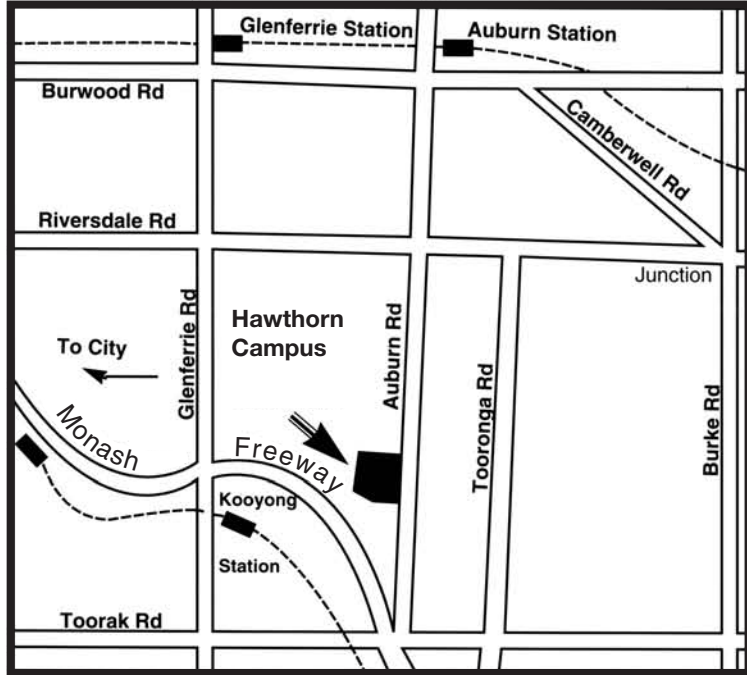 Glenferrie Station
Auburn Station
Burwood Rd
Camberwell Rd
Riversdale Rd
Junction
Hawthorn
Campus
To City
Glenferrie Rd
Auburn Rd
Tooronga Rd
Burke Rd
Monash
Freeway
Kooyong
Station
Toorak Rd